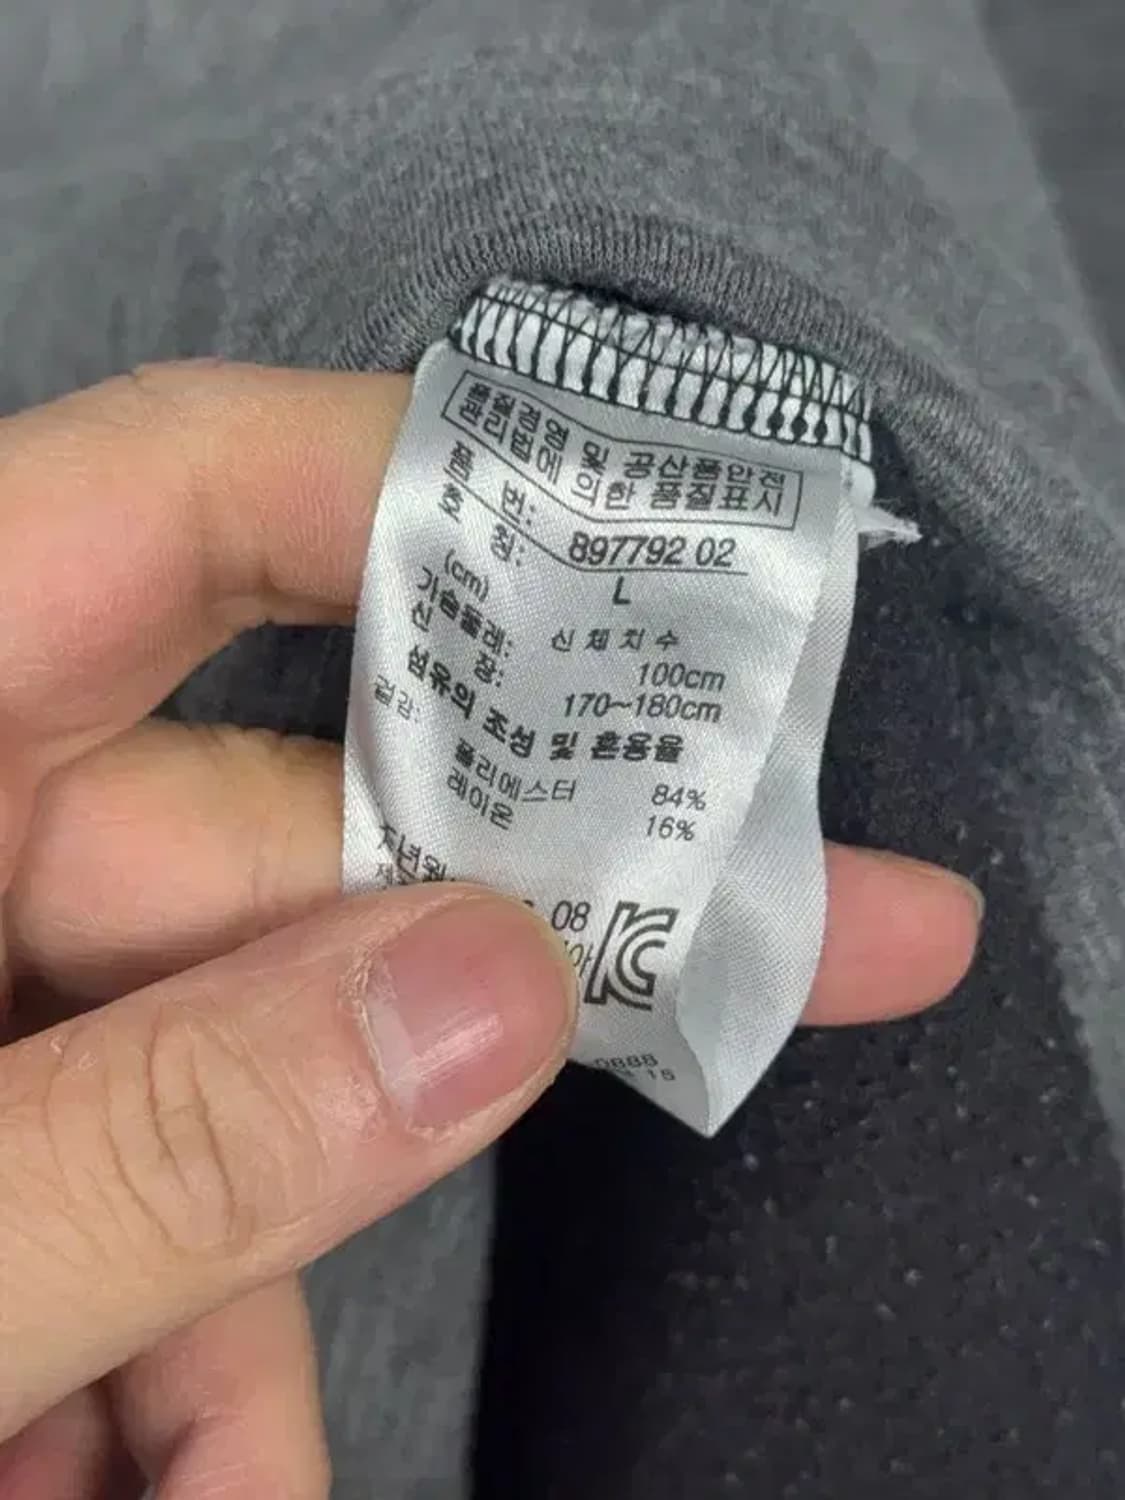 품질경영 및 공산품안전
관리법에 의한 품질표시
품 번: 897792 02
호 칭: L
(cm) 신체치수
가슴둘레: 100cm
신 장: 170~180cm
섬유의 조성 및 혼용율
겉감:
폴리에스터 84%
레이온 16%
08
KC
15